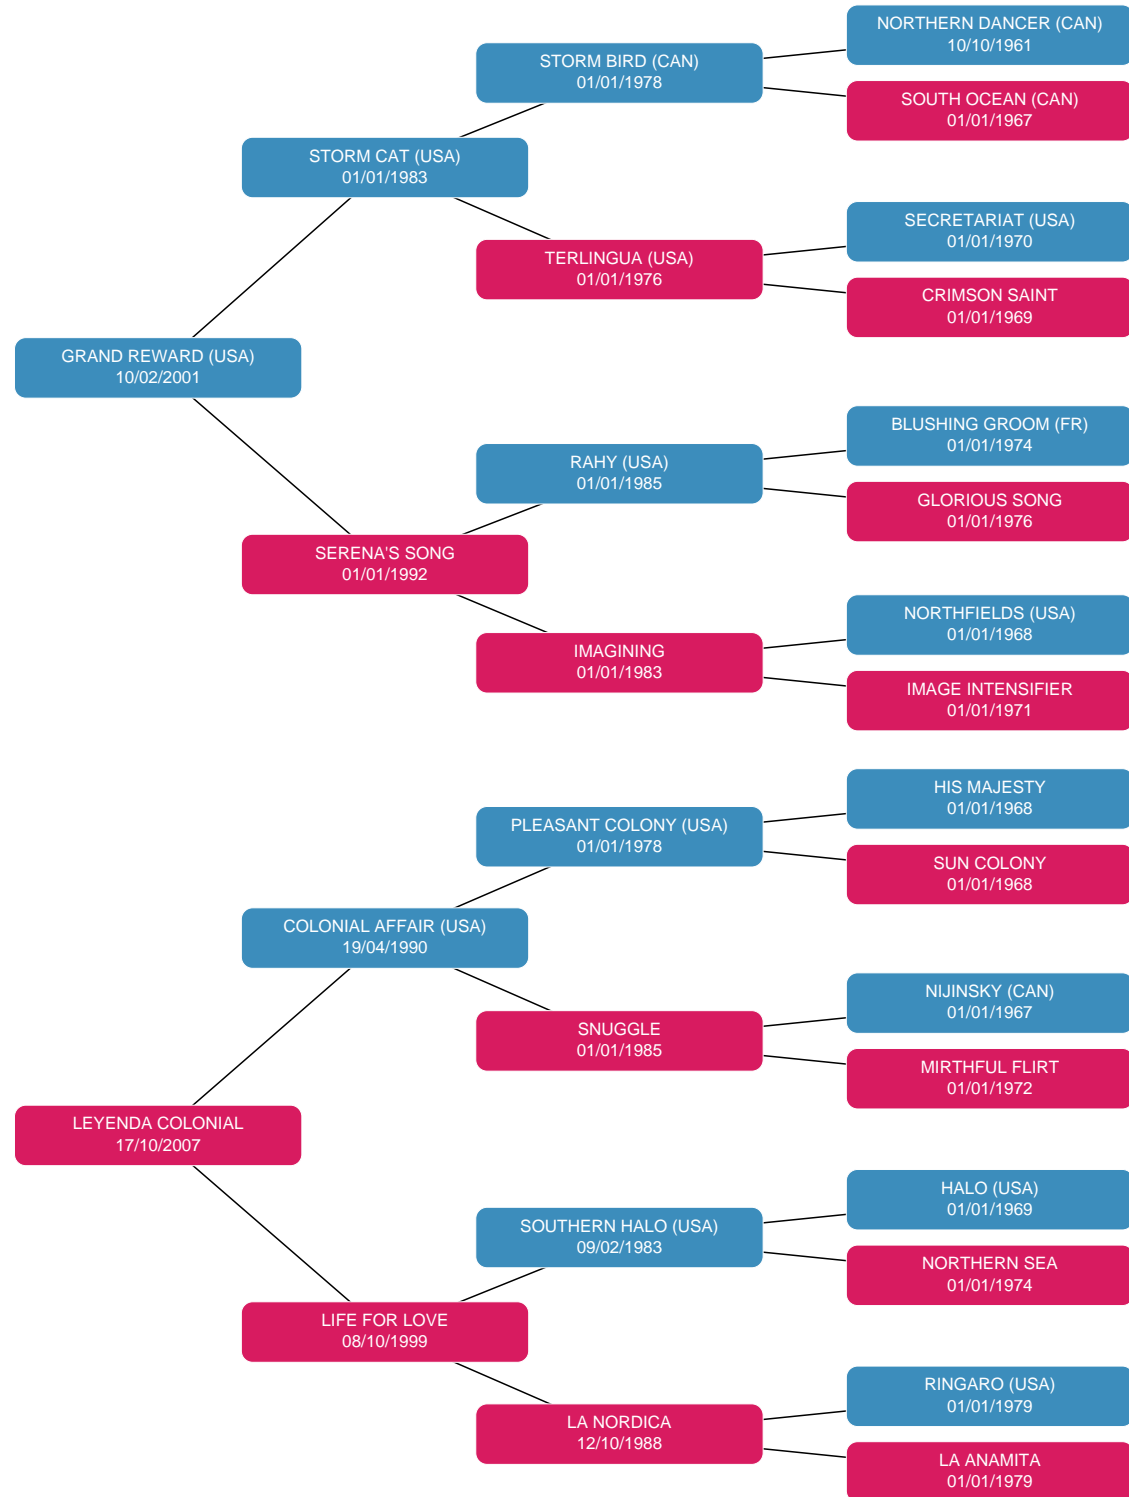 NORTHERN DANCER (CAN)
10/10/1961
STORM BIRD (CAN)
01/01/1978
SOUTH OCEAN (CAN)
01/01/1967
STORM CAT (USA)
01/01/1983
SECRETARIAT (USA)
01/01/1970
TERLINGUA (USA)
01/01/1976
CRIMSON SAINT
01/01/1969
GRAND REWARD (USA)
10/02/2001
BLUSHING GROOM (FR)
01/01/1974
RAHY (USA)
01/01/1985
GLORIOUS SONG
01/01/1976
SERENA'S SONG
01/01/1992
NORTHFIELDS (USA)
01/01/1968
IMAGINING
01/01/1983
IMAGE INTENSIFIER
01/01/1971
HIS MAJESTY
01/01/1968
PLEASANT COLONY (USA)
01/01/1978
SUN COLONY
01/01/1968
COLONIAL AFFAIR (USA)
19/04/1990
NIJINSKY (CAN)
01/01/1967
SNUGGLE
01/01/1985
MIRTHFUL FLIRT
01/01/1972
LEYENDA COLONIAL
17/10/2007
HALO (USA)
01/01/1969
SOUTHERN HALO (USA)
09/02/1983
NORTHERN SEA
01/01/1974
LIFE FOR LOVE
08/10/1999
RINGARO (USA)
01/01/1979
LA NORDICA
12/10/1988
LA ANAMITA
01/01/1979